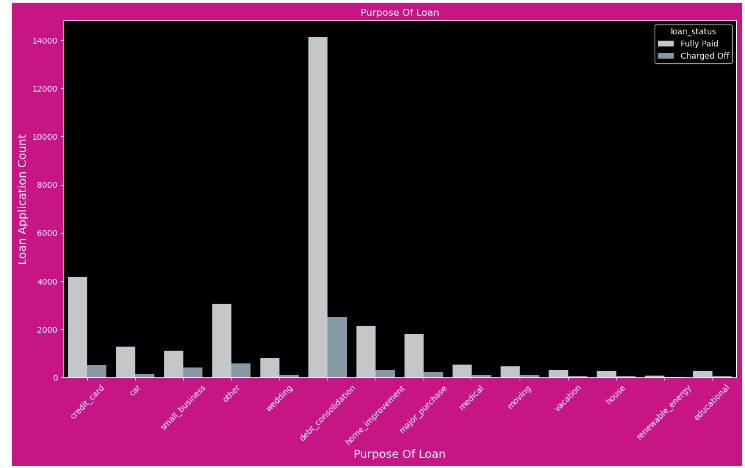 Purpose Of Loan
loan_status
Fully Paid
Charged Off
Loan Application Count
14000
12000
10000
8000
6000
4000
2000
0
credit_card
car
small_business
other
wedding
debt_consolidation
home_improvement
major_purchase
medical
moving
vacation
house
renewable_energy
educational
Purpose Of Loan